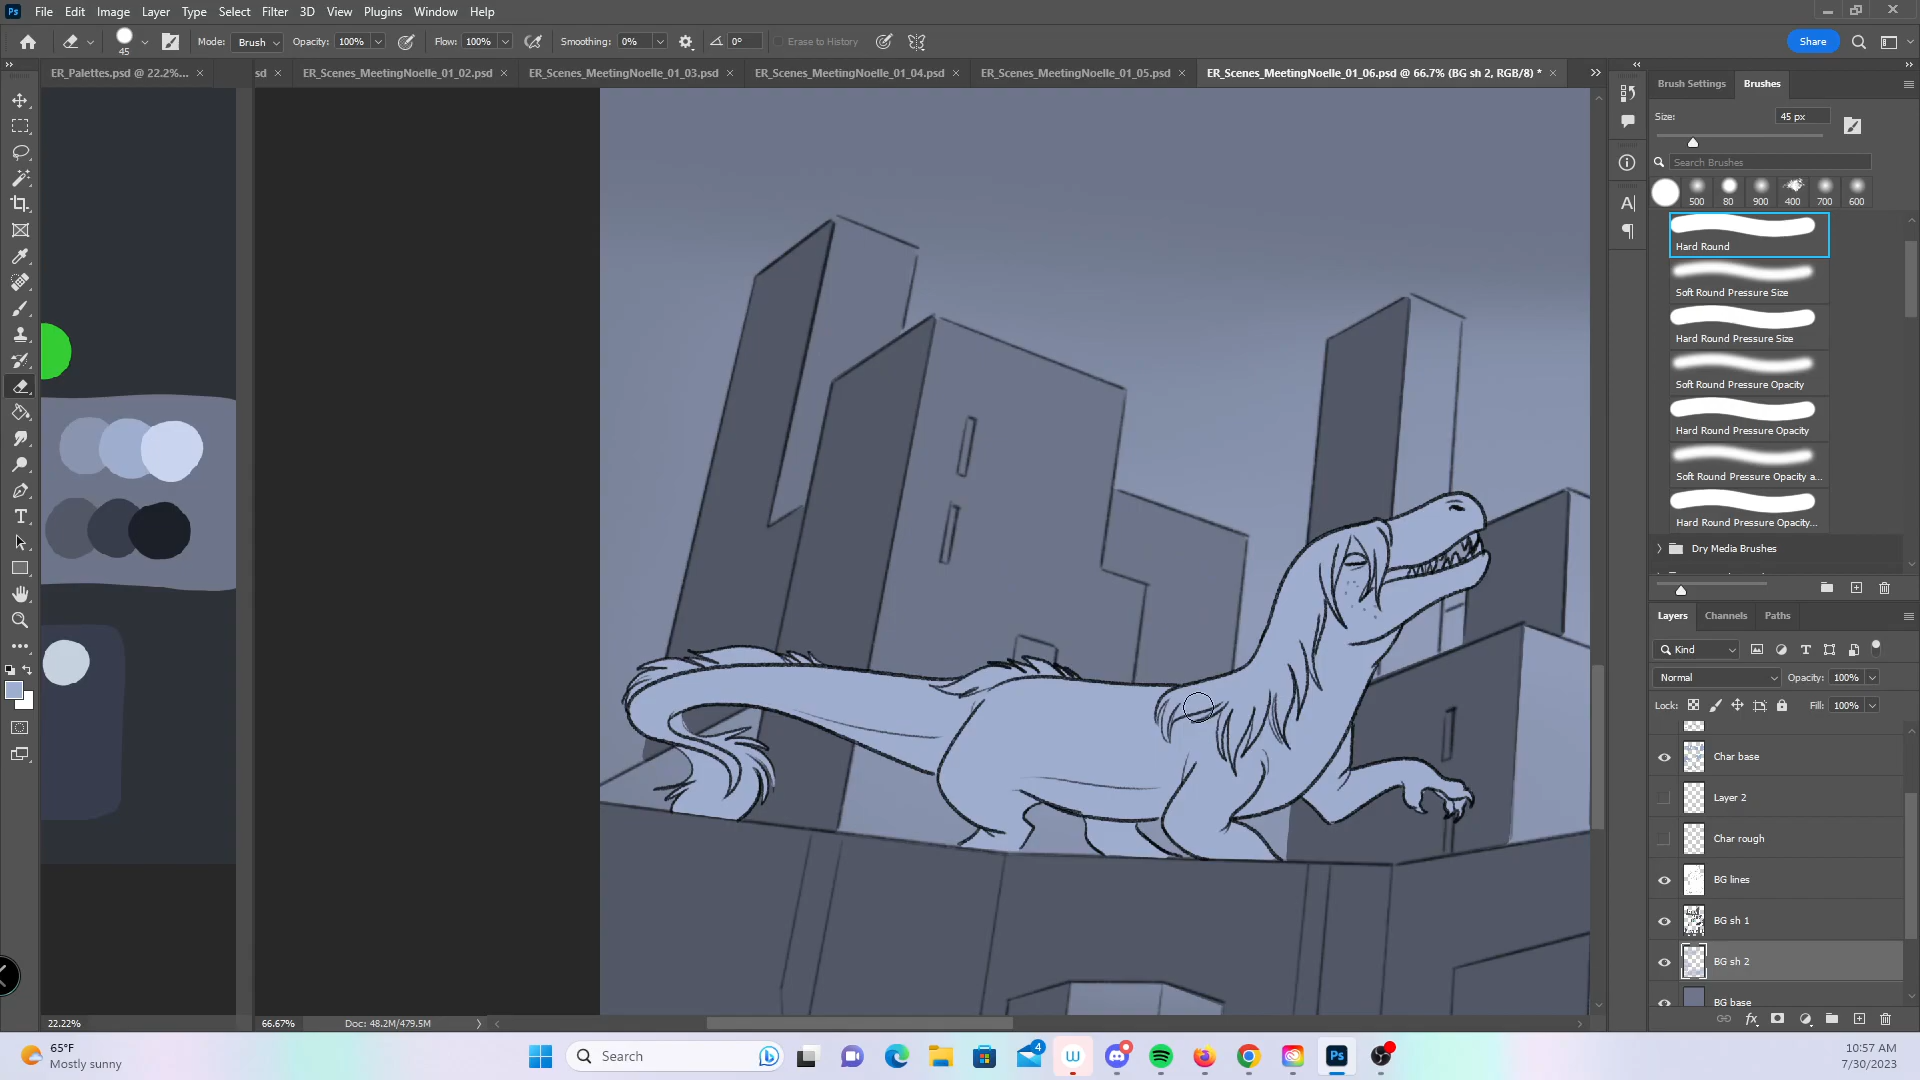 Ps File Edit Image Layer Type Select Filter 3D View Plugins Window Help
45 Mode: Brush Opacity: 100% Flow: 100% Smoothing: 0% 0° Erase to History Share
ER_Palettes.psd @ 22.2%... × sd × ER_Scenes_MeetingNoelle_01_02.psd × ER_Scenes_MeetingNoelle_01_03.psd × ER_Scenes_MeetingNoelle_01_04.psd × ER_Scenes_MeetingNoelle_01_05.psd × ER_Scenes_MeetingNoelle_01_06.psd @ 66.7% (BG sh 2, RGB/8) * ×
Brush Settings Brushes
Size: 45 px
Search Brushes
500 80 900 400 700 600
Hard Round
Soft Round Pressure Size
Hard Round Pressure Size
Soft Round Pressure Opacity
Hard Round Pressure Opacity
Soft Round Pressure Opacity a...
Hard Round Pressure Opacity...
Dry Media Brushes
Layers Channels Paths
Kind
Normal Opacity: 100%
Lock: Fill: 100%
Char base
Layer 2
Char rough
BG lines
BG sh 1
BG sh 2
BG base
22.22% 66.67% Doc: 48.2M/479.5M
65°F
Mostly sunny
Search
4
Ps
10:57 AM
7/30/2023